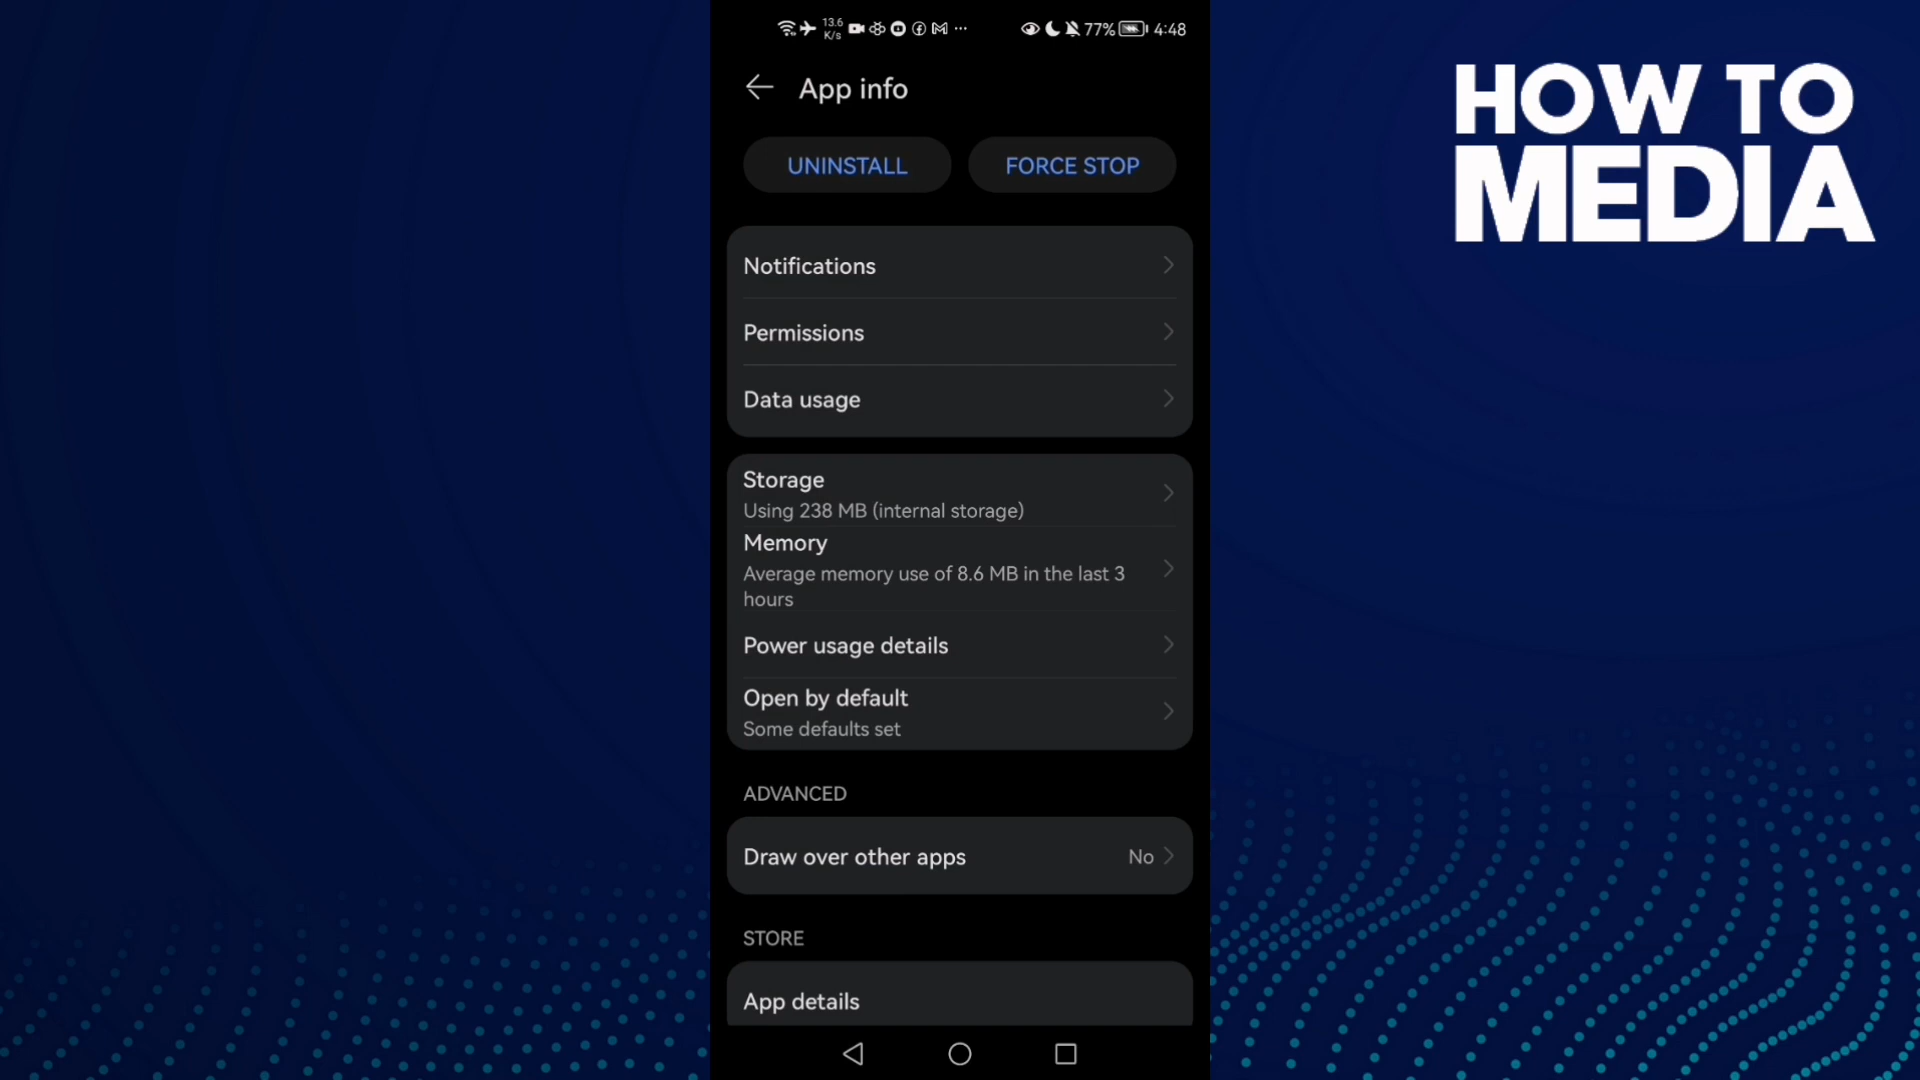 13.6
K/s
77%
4:48
App info
UNINSTALL
FORCE STOP
Notifications
Permissions
Data usage
Storage
Using 238 MB (internal storage)
Memory
Average memory use of 8.6 MB in the last 3
hours
Power usage details
Open by default
Some defaults set
ADVANCED
Draw over other apps
No
STORE
App details
HOW TO
MEDIA